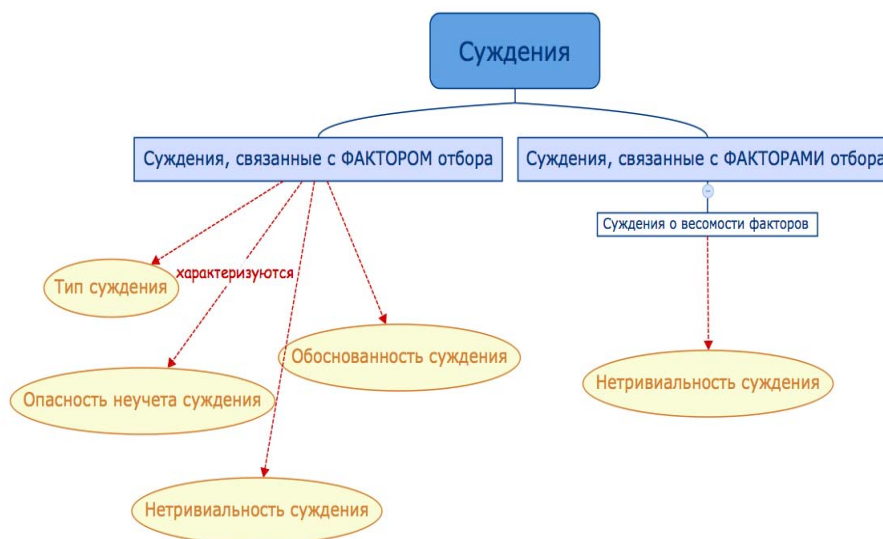 Суждения
Суждения, связанные с ФАКТОРОМ отбора
Суждения, связанные с ФАКТОРАМИ отбора
Суждения о весомости факторов
характеризуются
Тип суждения
Обоснованность суждения
Нетривиальность суждения
Опасность неучета суждения
Нетривиальность суждения